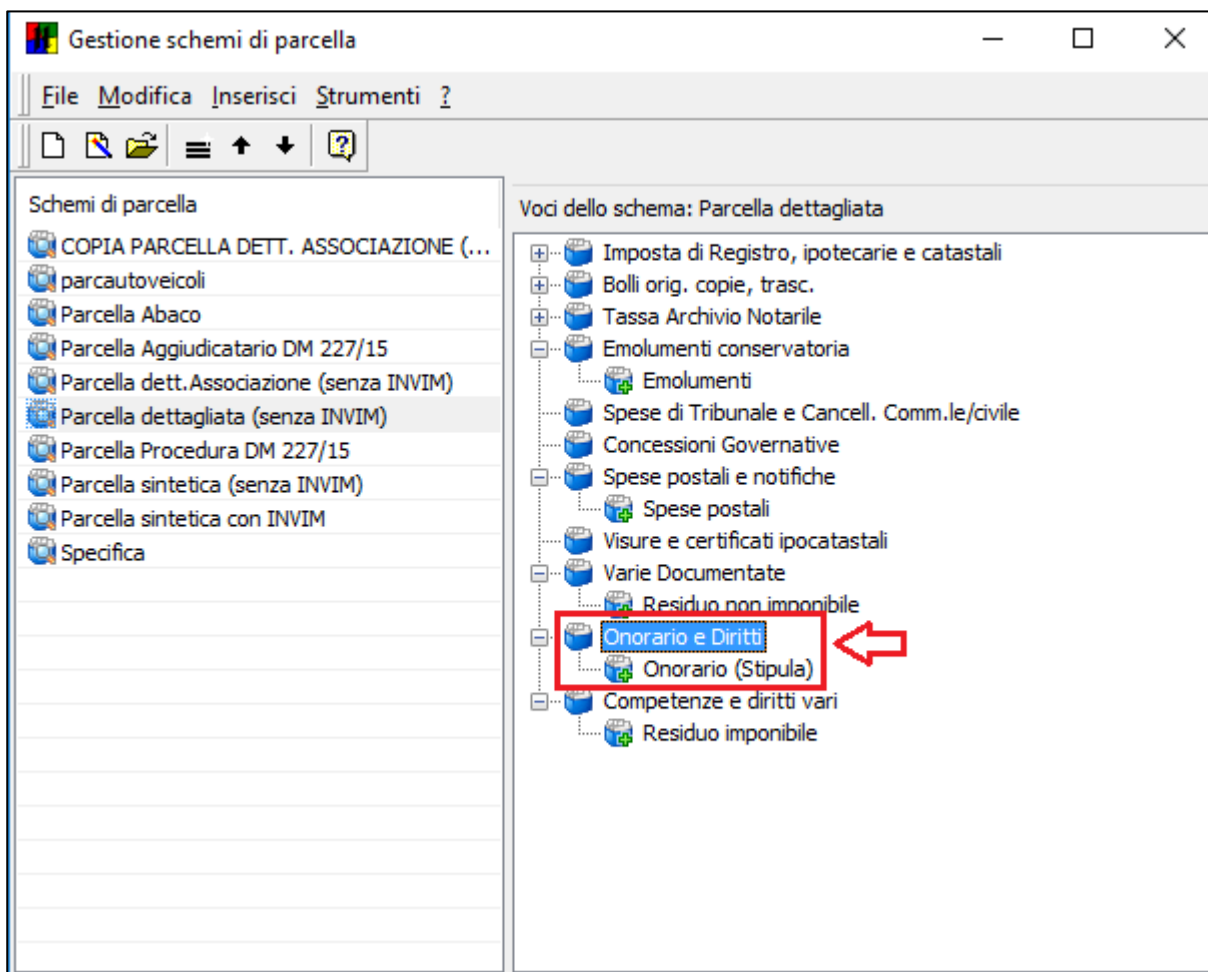 Gestione schemi di parcella
File Modifica Inserisci Strumenti ?
Schemi di parcella
COPIA PARCELLA DETT. ASSOCIAZIONE (...
parcautoveicoli
Parcella Abaco
Parcella Aggiudicatario DM 227/15
Parcella dett.Associazione (senza INVIM)
Parcella dettagliata (senza INVIM)
Parcella Procedura DM 227/15
Parcella sintetica (senza INVIM)
Parcella sintetica con INVIM
Specifica
Voci dello schema: Parcella dettagliata
Imposta di Registro, ipotecarie e catastali
Bolli orig. copie, trasc.
Tassa Archivio Notarile
Emolumenti conservatoria
Emolumenti
Spese di Tribunale e Cancell. Comm.le/civile
Concessioni Governative
Spese postali e notifiche
Spese postali
Visure e certificati ipocatastali
Varie Documentate
Residuo non imponibile
Onorario e Diritti
Onorario (Stipula)
Competenze e diritti vari
Residuo imponibile